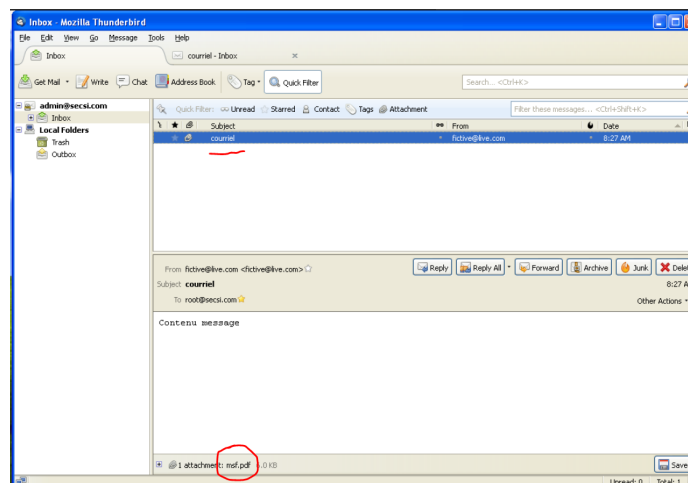 Inbox - Mozilla Thunderbird
File Edit View Go Message Tools Help
Inbox courriel - Inbox
Get Mail Write Chat Address Book Tag Quick Filter Search... <Ctrl+K>
admin@secsi.com
Inbox
Local Folders
Trash
Outbox
Quick Filter: Unread Starred Contact Tags Attachment Filter these messages... <Ctrl+Shift+K>
Subject From Date
courriel fictive@live.com 8:27 AM
From fictive@live.com <fictive@live.com>
Reply Reply All Forward Archive Junk Delet
Subject courriel 8:27 A
To root@secsi.com Other Actions
Contenu message
1 attachment: msf.pdf .0 KB Save
Unread: 0 Total: 1